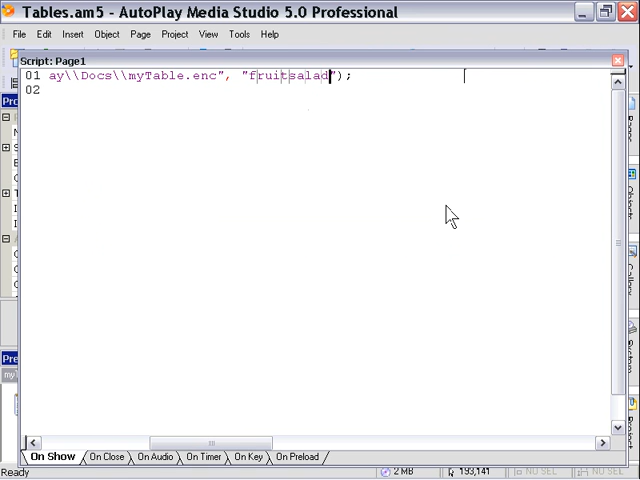 Tables.am5 - AutoPlay Media Studio 5.0 Professional
File Edit Insert Object Page Project View Tools Help
Script: Page1
01 ay\\Docs\\myTable.enc", "fruitsalad");
02
On Show On Close On Audio On Timer On Key On Preload
Ready 2 MB 193,141 NO SEL NO SEL